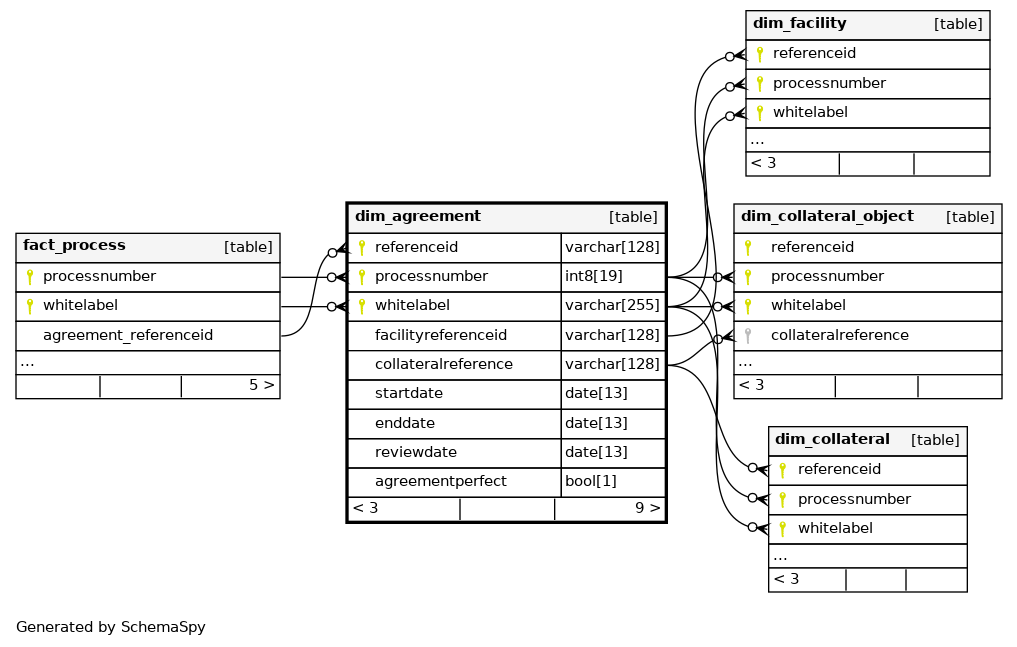 dim_facility [table]
referenceid
processnumber
whitelabel
...
< 3
fact_process [table]
processnumber
whitelabel
agreement_referenceid
...
5 >
dim_agreement [table]
referenceid varchar[128]
processnumber int8[19]
whitelabel varchar[255]
facilityreferenceid varchar[128]
collateralreference varchar[128]
startdate date[13]
enddate date[13]
reviewdate date[13]
agreementperfect bool[1]
< 3 9 >
dim_collateral_object [table]
referenceid
processnumber
whitelabel
collateralreference
...
< 3
dim_collateral [table]
referenceid
processnumber
whitelabel
...
< 3
Generated by SchemaSpy